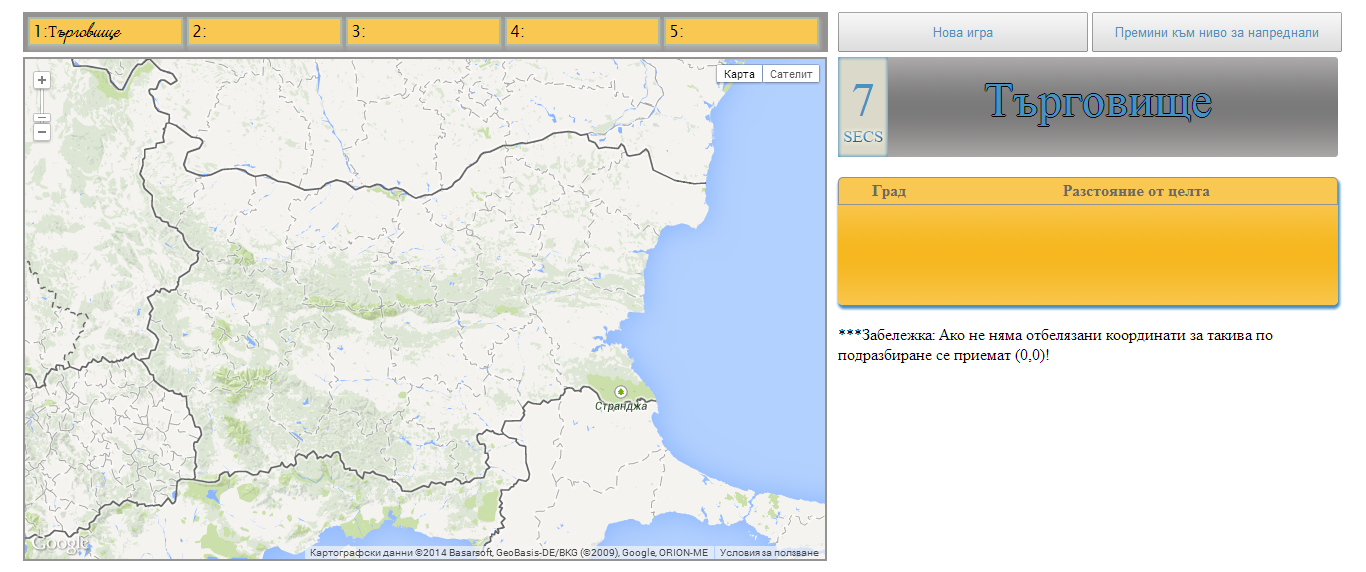 1:Търговище
2:
3:
4:
5:
Нова игра
Премини към ниво за напреднали
Карта
Сателит
7
SECS
Търговище
Град
Разстояние от целта
***Забележка: Ако не няма отбелязани координати за такива по
подразбиране се приемат (0,0)!
Странджа
Google
Картографски данни ©2014 Basarsoft, GeoBasis-DE/BKG (©2009), Google, ORION-ME
Условия за ползване